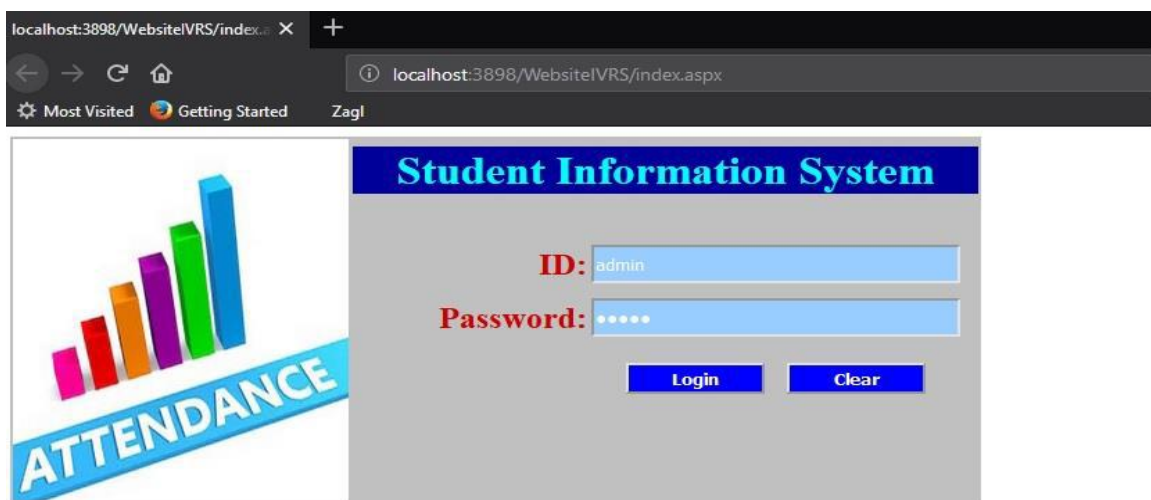 localhost:3898/WebsiteIVRS/index.a
localhost:3898/WebsiteIVRS/index.aspx
Most Visited Getting Started Zagl
Student Information System
ID: admin
Password: •••••
Login Clear
ATTENDANCE